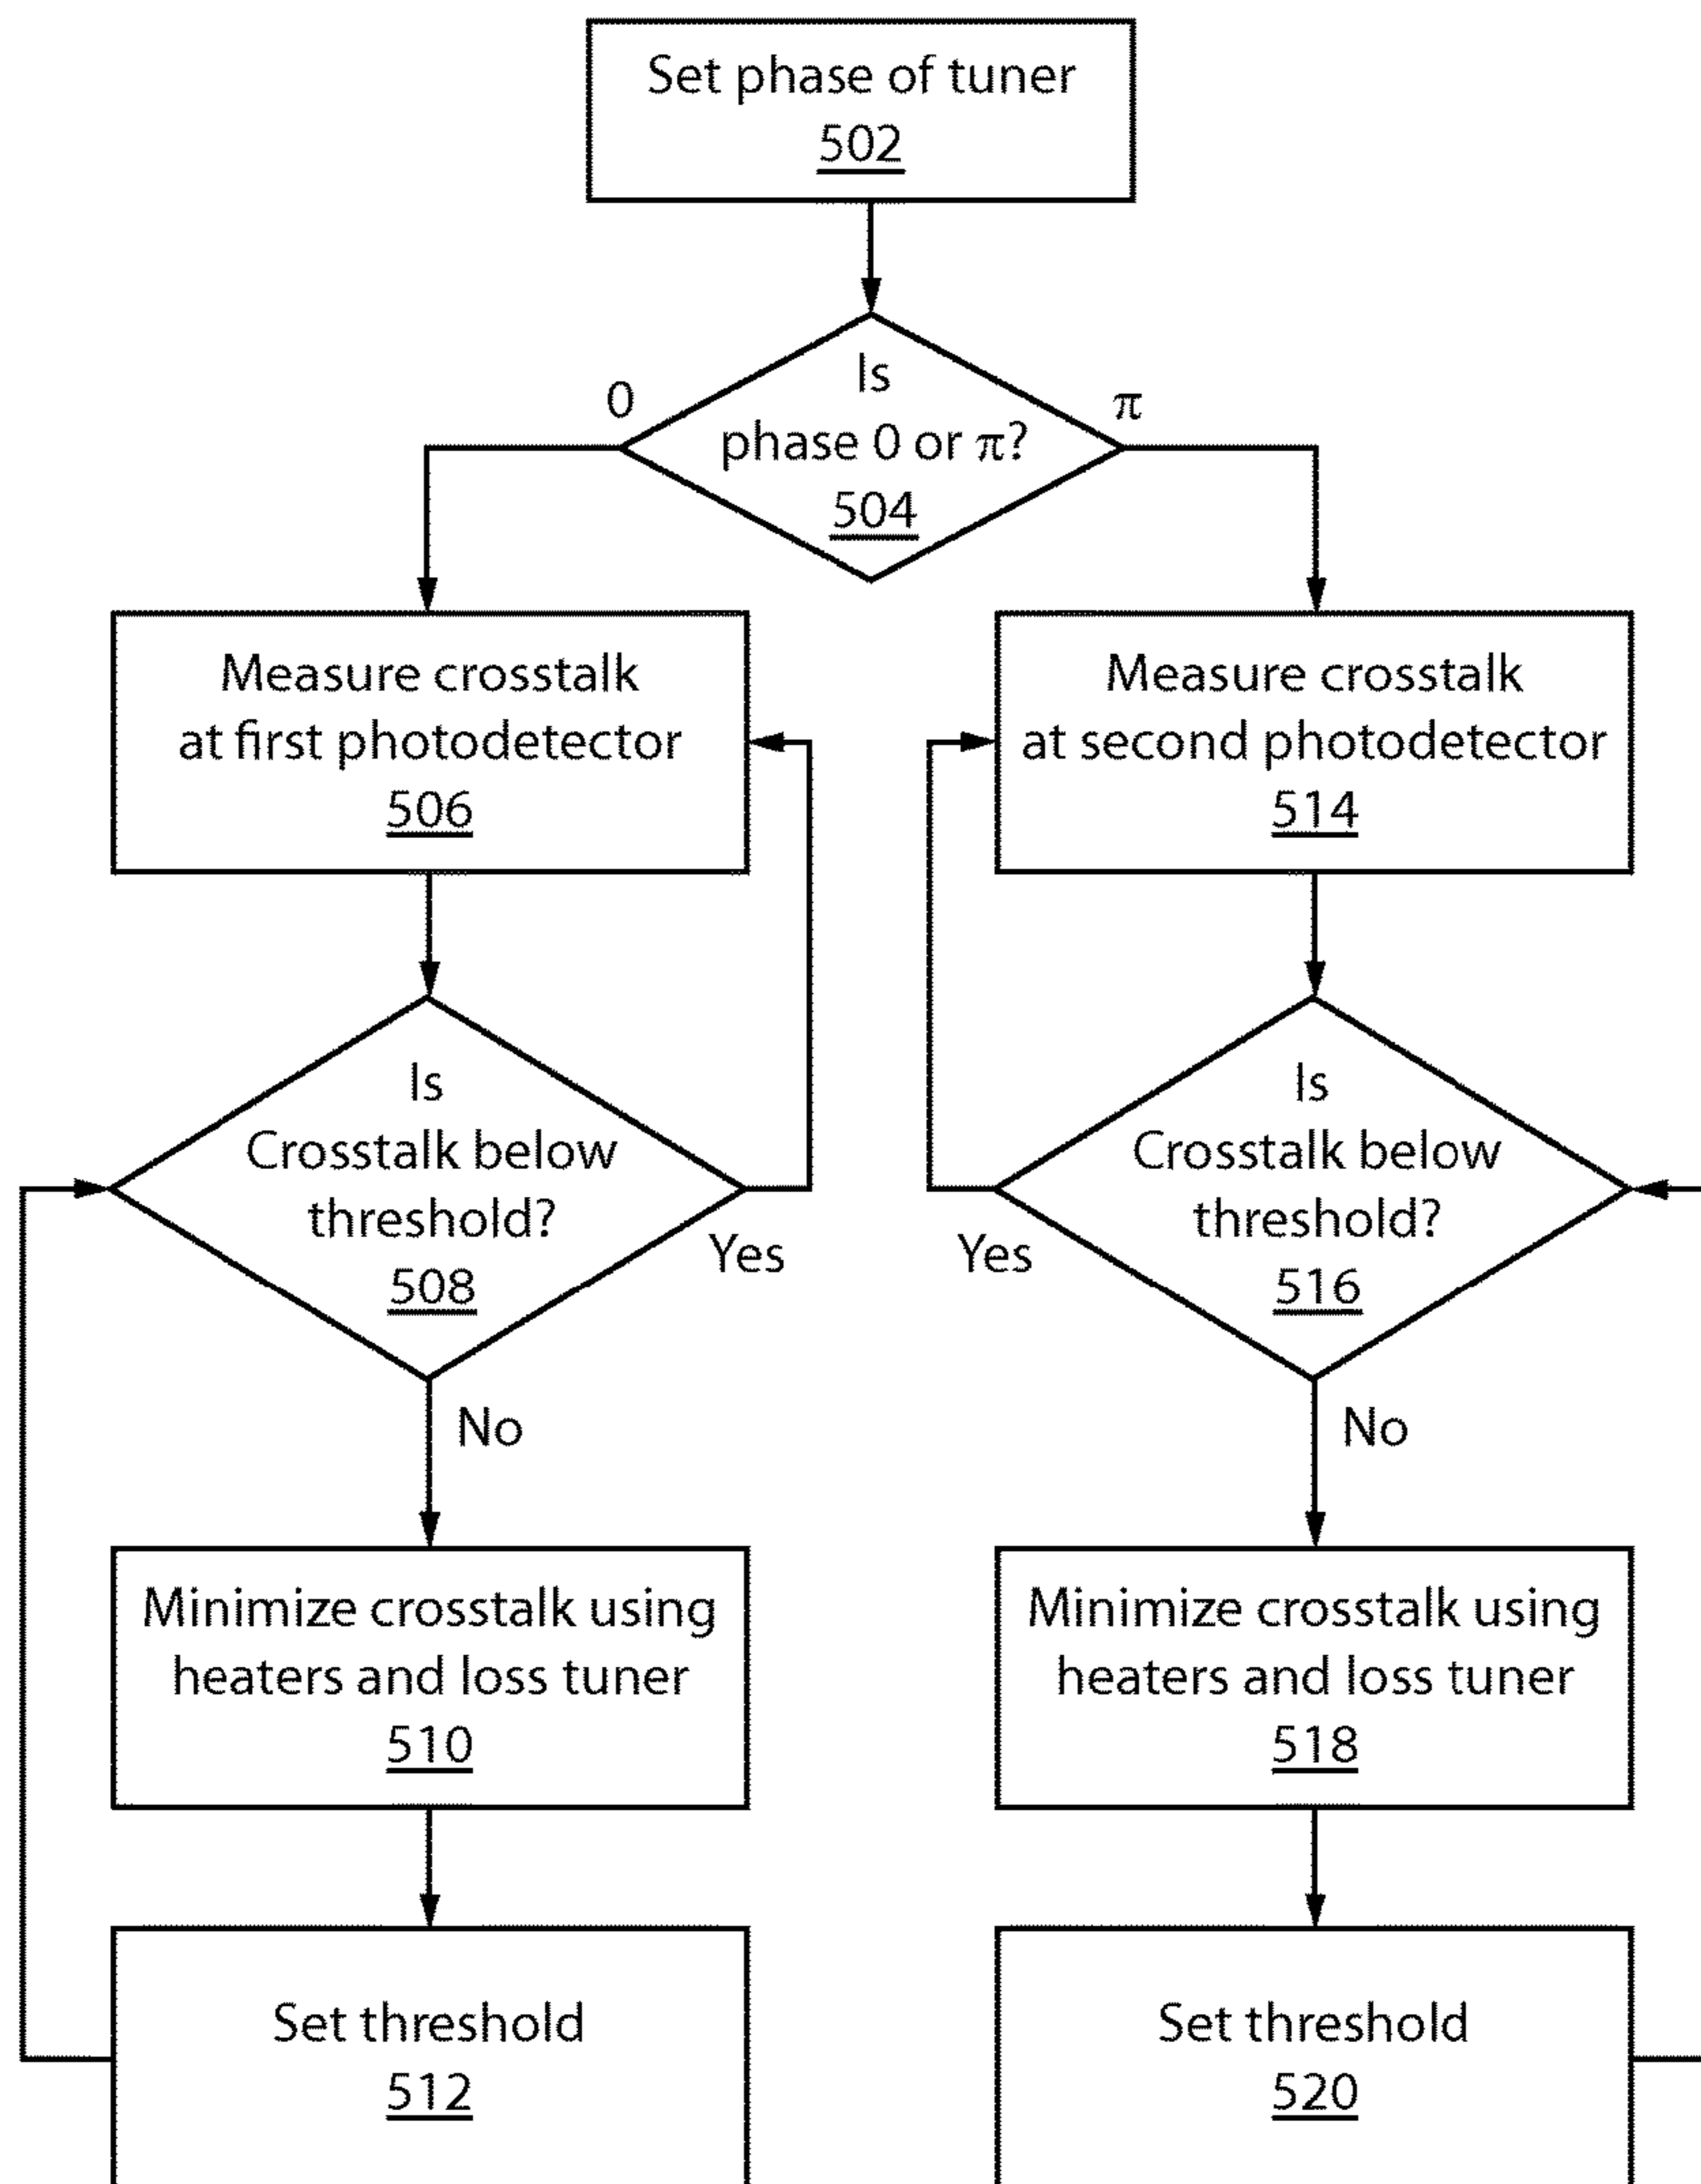 Set phase of tuner
502
Is
phase 0 or π?
504
0
π
Measure crosstalk
at first photodetector
506
Measure crosstalk
at second photodetector
514
Is
Crosstalk below
threshold?
508
Yes
No
Is
Crosstalk below
threshold?
516
Yes
No
Minimize crosstalk using
heaters and loss tuner
510
Minimize crosstalk using
heaters and loss tuner
518
Set threshold
512
Set threshold
520